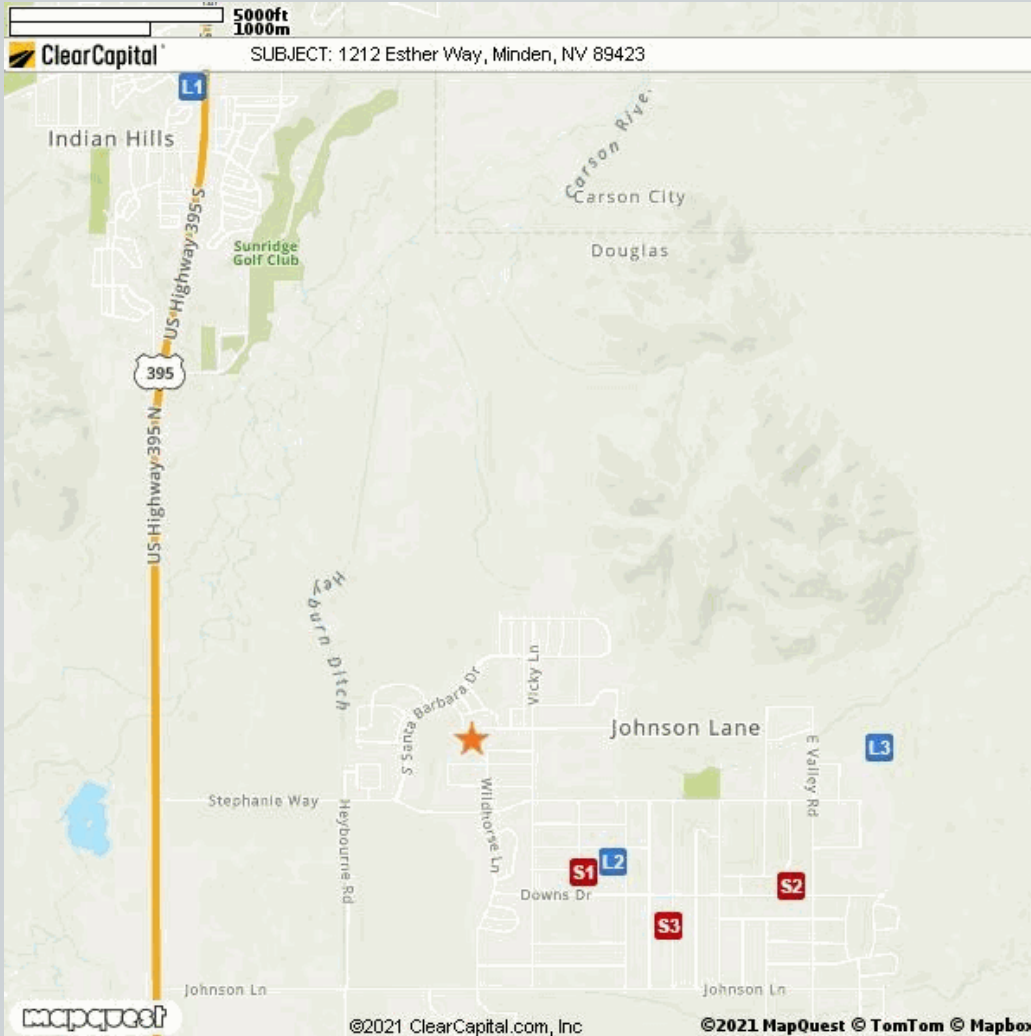 5000ft
1000m
ClearCapital
SUBJECT: 1212 Esther Way, Minden, NV 89423
L1
Indian Hills
Carson Rive.
Carson City
Douglas
US Highway 395 S
Sunridge
Golf Club
395
US Highway 395 N
Heyburn Ditch
Vicky Ln
S Santa Barbara Dr
Johnson Lane
L3
E Valley Rd
Stephanie Way
Heybourne Rd
Wildhorse Ln
S1
L2
S2
Downs Dr
S3
Johnson Ln
Johnson Ln
mapquest
©2021 ClearCapital.com, Inc
©2021 MapQuest © TomTom © Mapbo